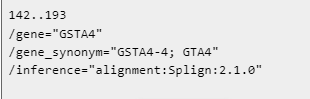 142..193
/gene="GSTA4"
/gene_synonym="GSTA4-4; GTA4"
/inference="alignment:Splign:2.1.0"